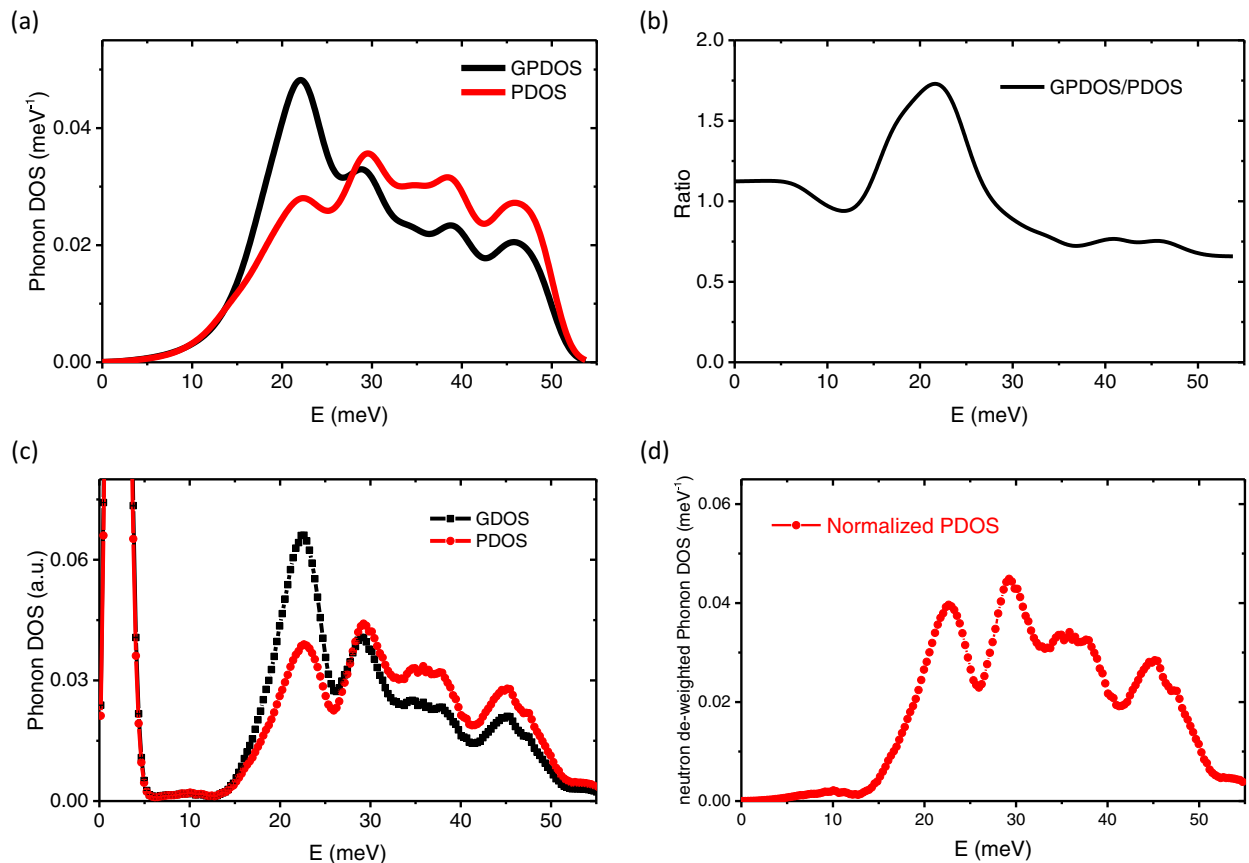 (a)
GPDOS
PDOS
Phonon DOS (meV⁻¹)
0.04
0.02
0.00
0 10 20 30 40 50
E (meV)
(b)
GPDOS/PDOS
Ratio
2.0
1.5
1.0
0.5
0.0
0 10 20 30 40 50
E (meV)
(c)
GDOS
PDOS
Phonon DOS (a.u.)
0.06
0.03
0.00
0 10 20 30 40 50
E (meV)
(d)
Normalized PDOS
neutron de-weighted Phonon DOS (meV⁻¹)
0.06
0.04
0.02
0.00
0 10 20 30 40 50
E (meV)